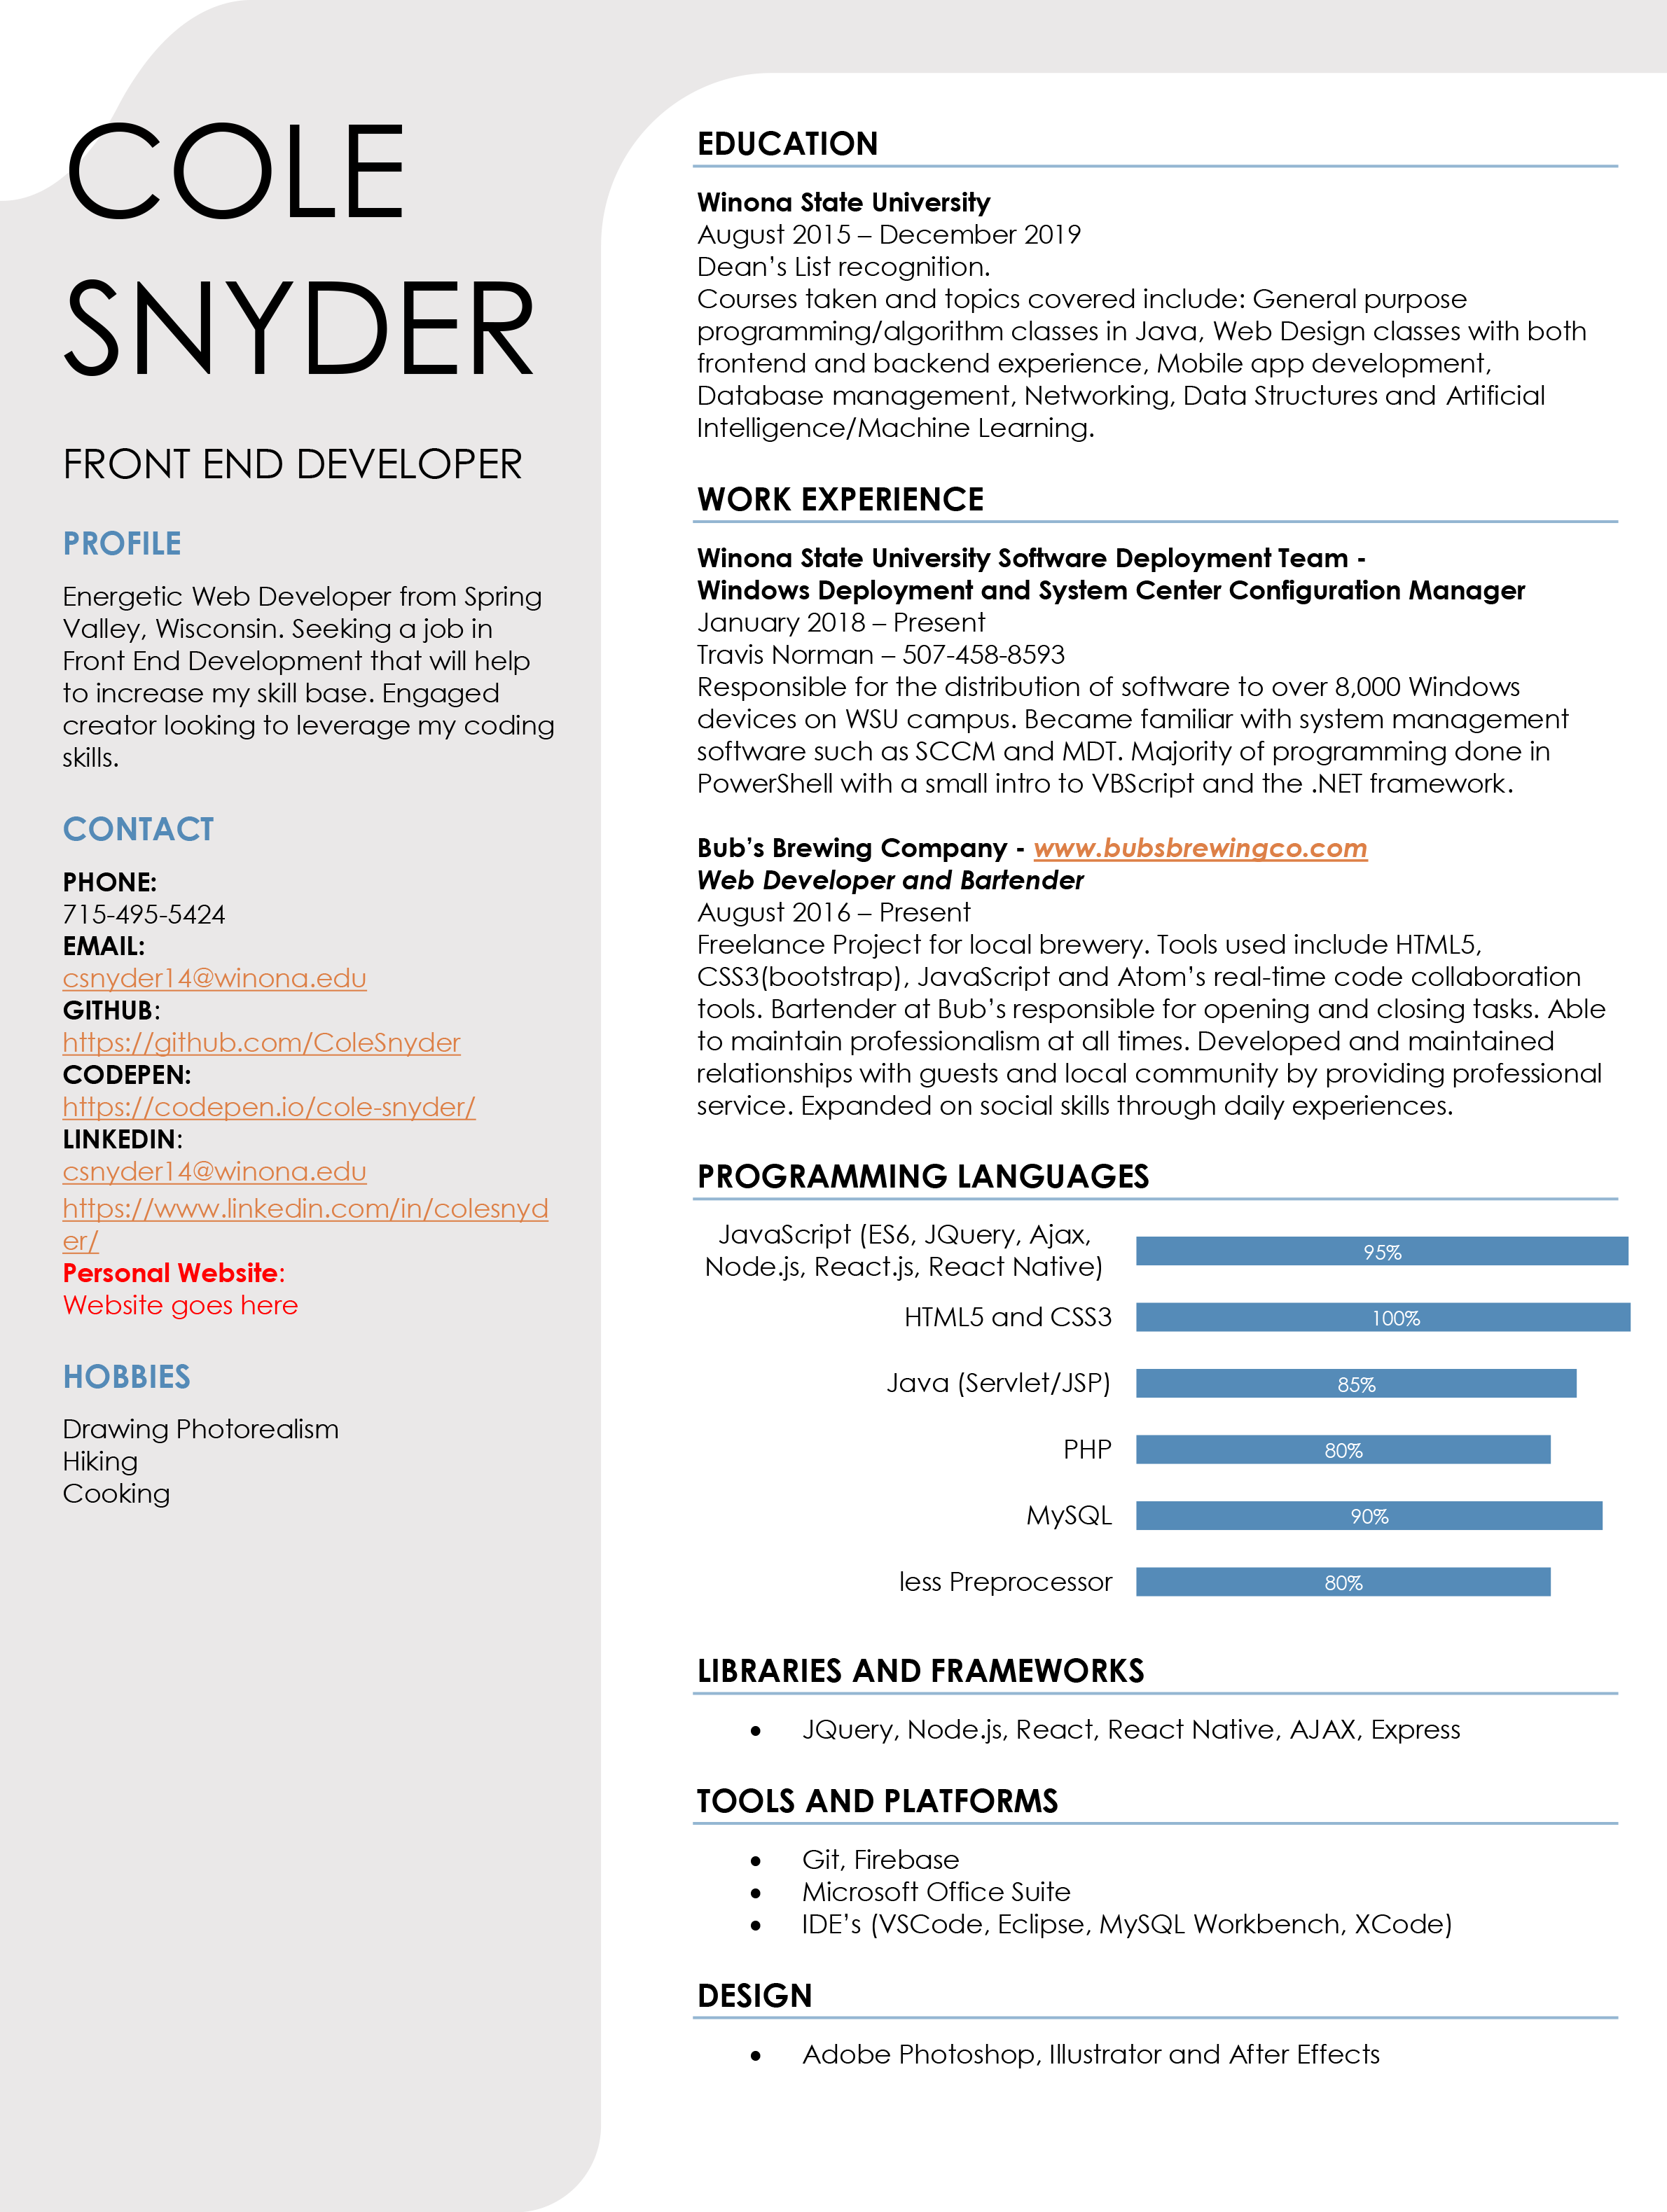 COLE
SNYDER
FRONT END DEVELOPER
PROFILE
Energetic Web Developer from Spring
Valley, Wisconsin. Seeking a job in
Front End Development that will help
to increase my skill base. Engaged
creator looking to leverage my coding
skills.
CONTACT
PHONE:
715-495-5424
EMAIL:
csnyder14@winona.edu
GITHUB:
https://github.com/ColeSnyder
CODEPEN:
https://codepen.io/cole-snyder/
LINKEDIN:
csnyder14@winona.edu
https://www.linkedin.com/in/colesnyd
er/
Personal Website:
Website goes here
HOBBIES
Drawing Photorealism
Hiking
Cooking
EDUCATION
Winona State University
August 2015 – December 2019
Dean’s List recognition.
Courses taken and topics covered include: General purpose
programming/algorithm classes in Java, Web Design classes with both
frontend and backend experience, Mobile app development,
Database management, Networking, Data Structures and Artificial
Intelligence/Machine Learning.
WORK EXPERIENCE
Winona State University Software Deployment Team -
Windows Deployment and System Center Configuration Manager
January 2018 – Present
Travis Norman – 507-458-8593
Responsible for the distribution of software to over 8,000 Windows
devices on WSU campus. Became familiar with system management
software such as SCCM and MDT. Majority of programming done in
PowerShell with a small intro to VBScript and the .NET framework.
Bub’s Brewing Company - www.bubsbrewingco.com
Web Developer and Bartender
August 2016 – Present
Freelance Project for local brewery. Tools used include HTML5,
CSS3(bootstrap), JavaScript and Atom’s real-time code collaboration
tools. Bartender at Bub’s responsible for opening and closing tasks. Able
to maintain professionalism at all times. Developed and maintained
relationships with guests and local community by providing professional
service. Expanded on social skills through daily experiences.
PROGRAMMING LANGUAGES
JavaScript (ES6, JQuery, Ajax,
Node.js, React.js, React Native) 95%
HTML5 and CSS3 100%
Java (Servlet/JSP) 85%
PHP 80%
MySQL 90%
less Preprocessor 80%
LIBRARIES AND FRAMEWORKS
• JQuery, Node.js, React, React Native, AJAX, Express
TOOLS AND PLATFORMS
• Git, Firebase
• Microsoft Office Suite
• IDE’s (VSCode, Eclipse, MySQL Workbench, XCode)
DESIGN
• Adobe Photoshop, Illustrator and After Effects